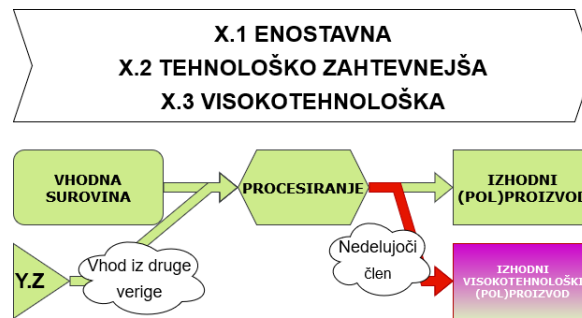 X.1 ENOSTAVNA
X.2 TEHNOLOŠKO ZAHTEVNEJŠA
X.3 VISOKOTEHNOLOŠKA
VHODNA
SUROVINA
PROCESIRANJE
IZHODNI
(POL)PROIZVOD
Y.Z
Vhod iz druge
verige
Nedelujoči
člen
IZHODNI
VISOKOTEHNOLOŠKI
(POL)PROIZVOD